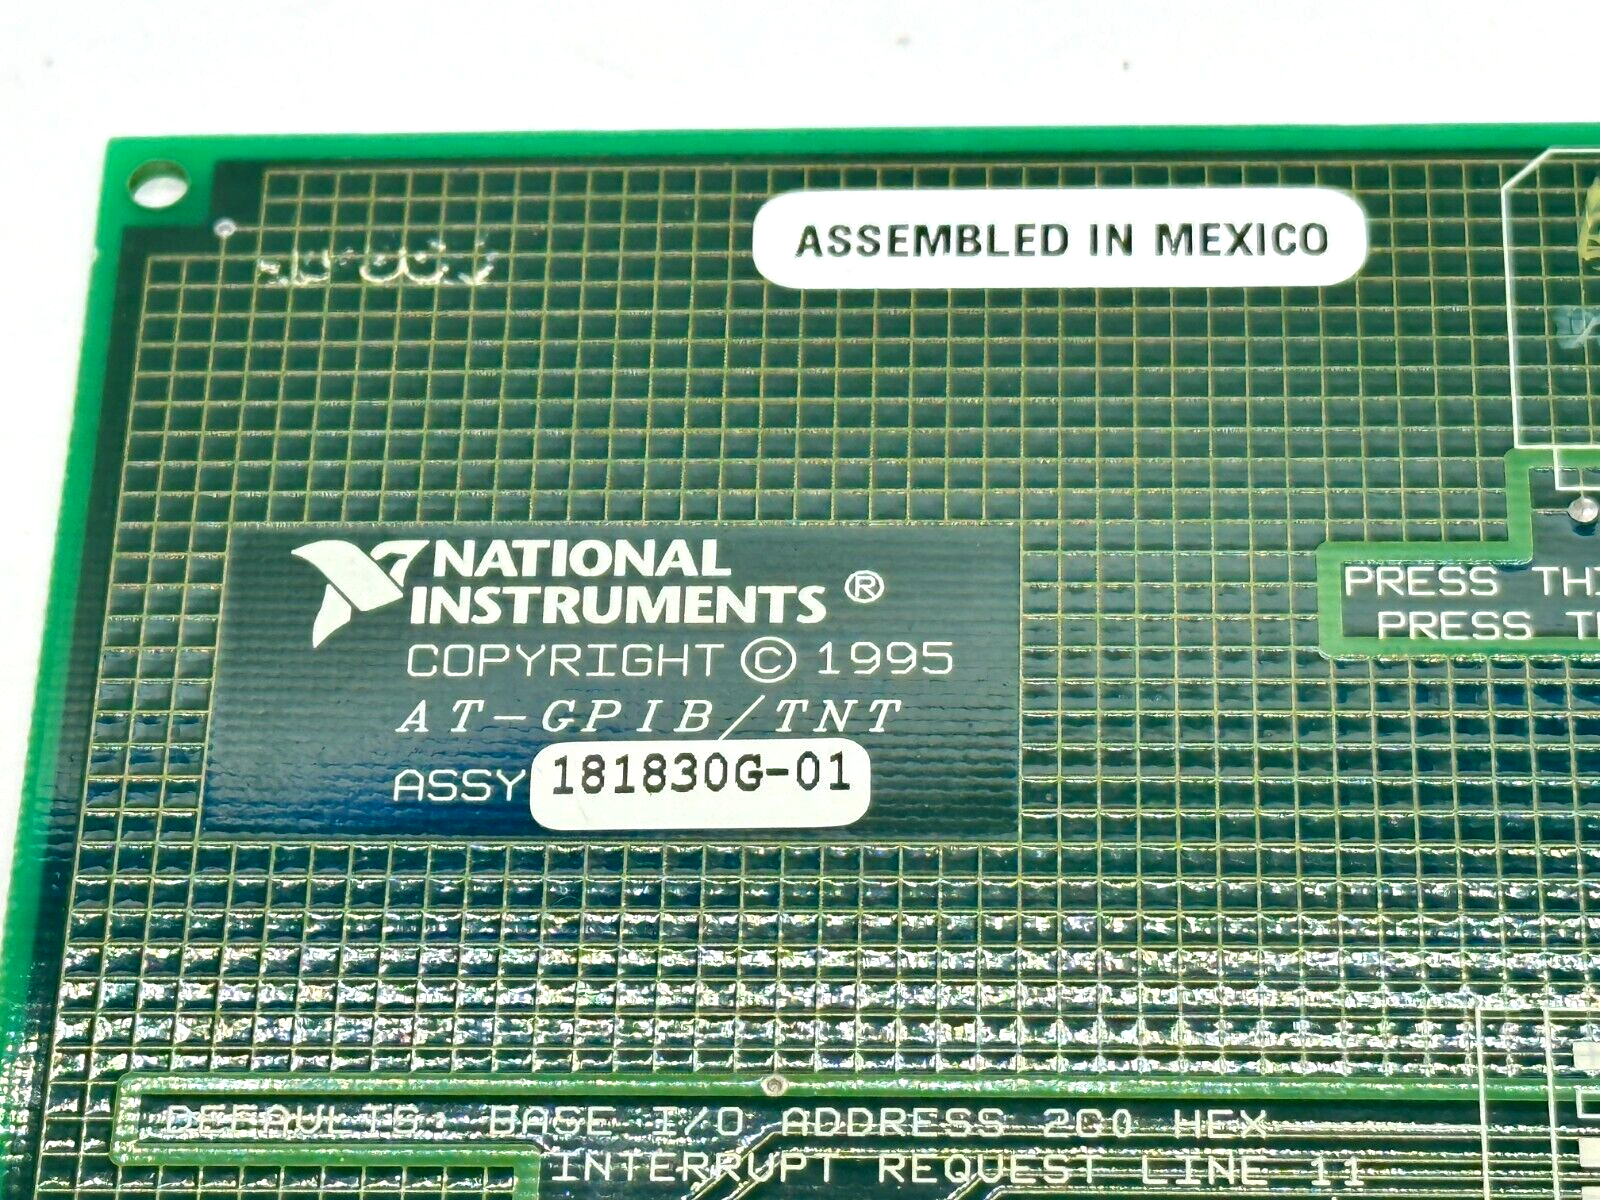 ASSEMBLED IN MEXICO
NATIONAL
INSTRUMENTS ®
COPYRIGHT © 1995
AT-GPIB/TNT
ASSY 181830G-01
PRESS
PRESS
DEFAULTS: BASE I/O ADDRESS 2C0 HEX
INTERRUPT REQUEST LINE 11